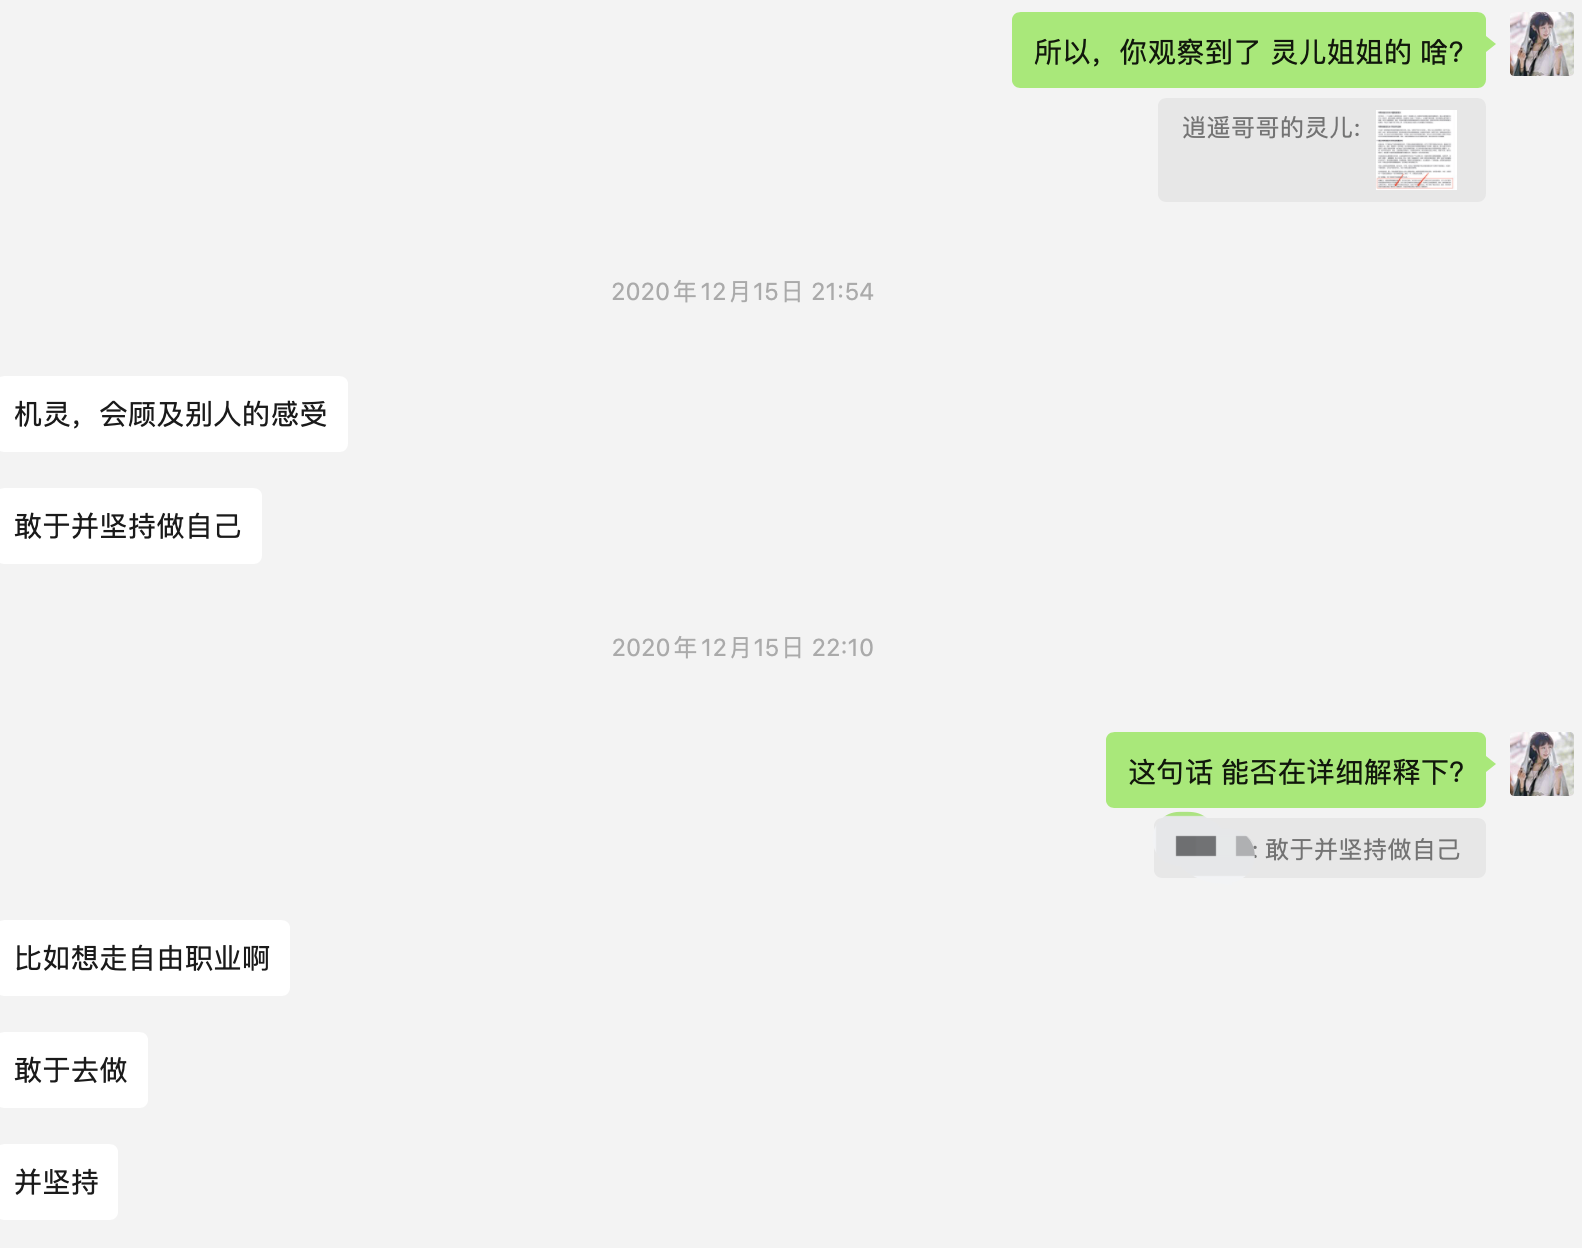 所以，你观察到了 灵儿姐姐的 啥?
逍遥哥哥的灵儿:
2020年12月15日 21:54
机灵，会顾及别人的感受
敢于并坚持做自己
2020年12月15日 22:10
这句话 能否在详细解释下?
: 敢于并坚持做自己
比如想走自由职业啊
敢于去做
并坚持